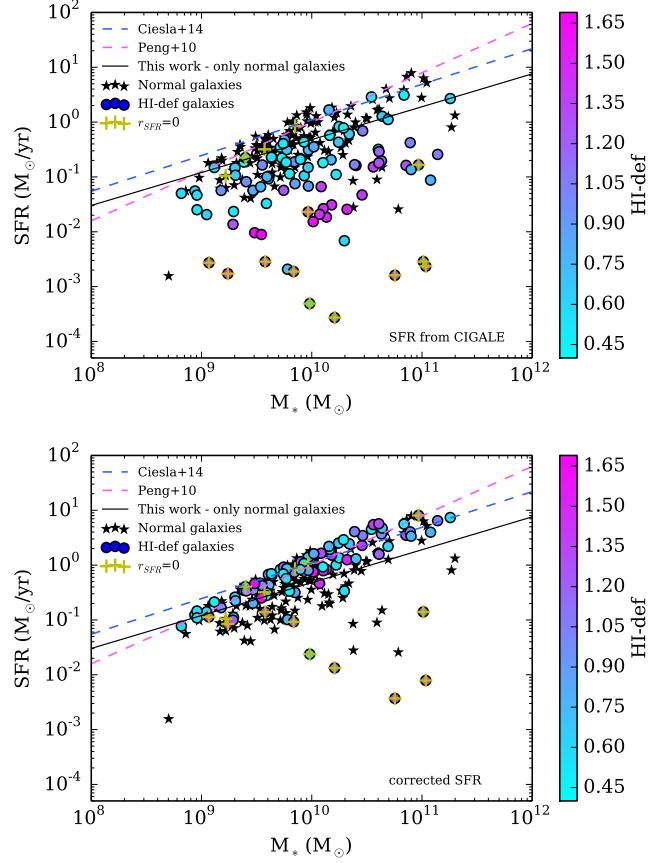 10^2
10^1
10^0
10^-1
10^-2
10^-3
10^-4
SFR (M⊙/yr)
Ciesla+14
Peng+10
This work - only normal galaxies
Normal galaxies
HI-def galaxies
r_SFR=0
SFR from CIGALE
10^8 10^9 10^10 10^11 10^12
M_* (M⊙)
1.65
1.50
1.35
1.20
1.05
0.90
0.75
0.60
0.45
HI-def
10^2
10^1
10^0
10^-1
10^-2
10^-3
10^-4
SFR (M⊙/yr)
Ciesla+14
Peng+10
This work - only normal galaxies
Normal galaxies
HI-def galaxies
r_SFR=0
corrected SFR
10^8 10^9 10^10 10^11 10^12
M_* (M⊙)
1.65
1.50
1.35
1.20
1.05
0.90
0.75
0.60
0.45
HI-def